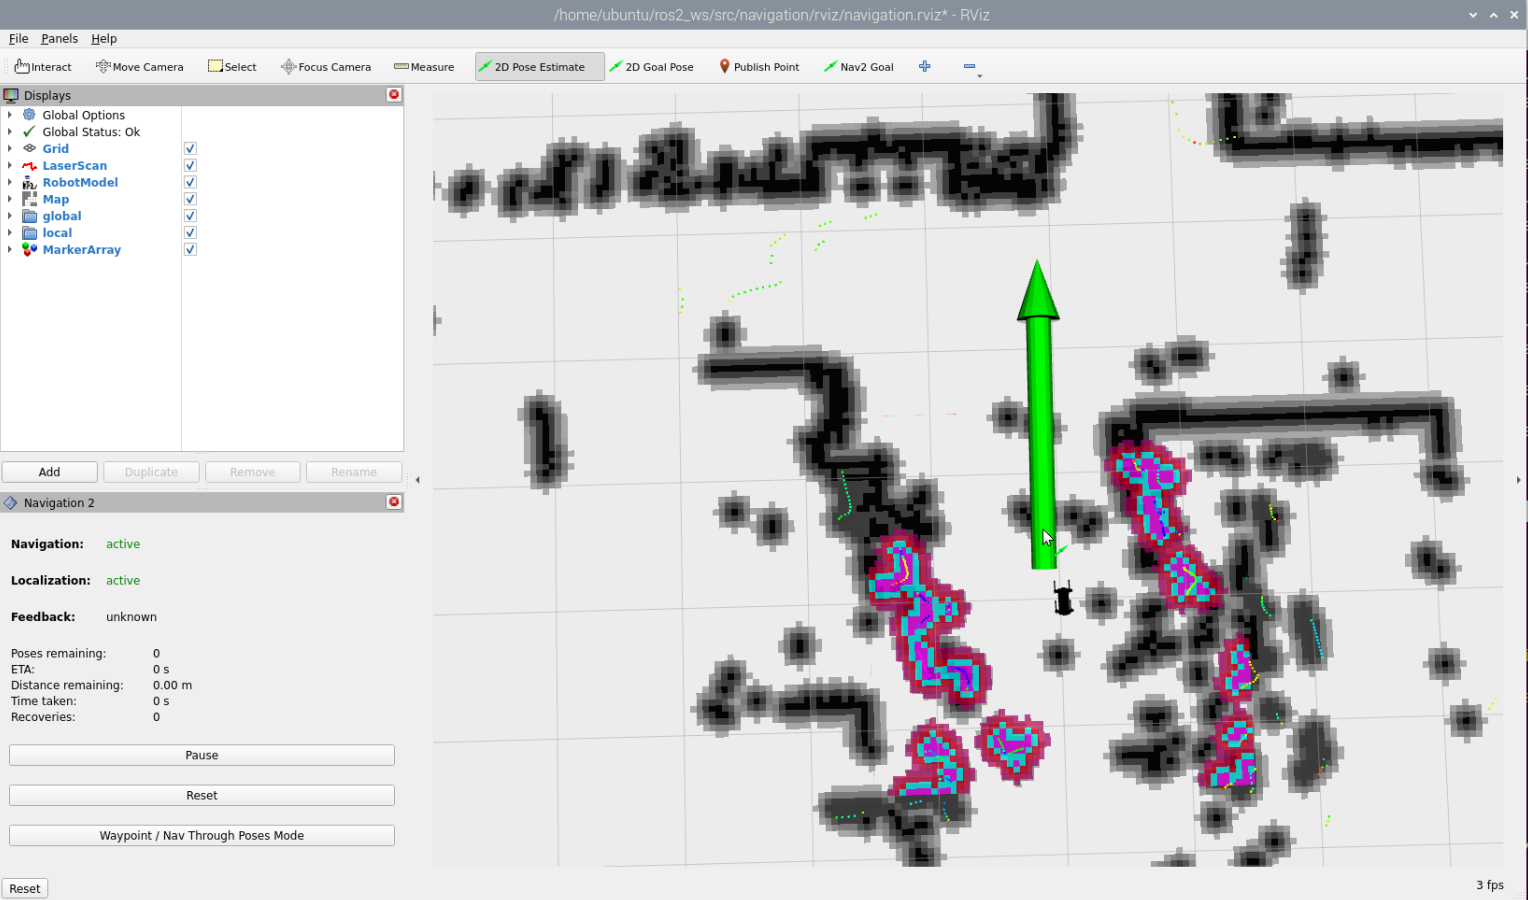 /home/ubuntu/ros2_ws/src/navigation/rviz/navigation.rviz* - RViz
File Panels Help
Interact Move Camera Select Focus Camera Measure 2D Pose Estimate 2D Goal Pose Publish Point Nav2 Goal
Displays
Global Options
Global Status: Ok
Grid
LaserScan
RobotModel
Map
global
local
MarkerArray
Add Duplicate Remove Rename
Navigation 2
Navigation: active
Localization: active
Feedback: unknown
Poses remaining: 0
ETA: 0 s
Distance remaining: 0.00 m
Time taken: 0 s
Recoveries: 0
Pause
Reset
Waypoint / Nav Through Poses Mode
Reset
3 fps